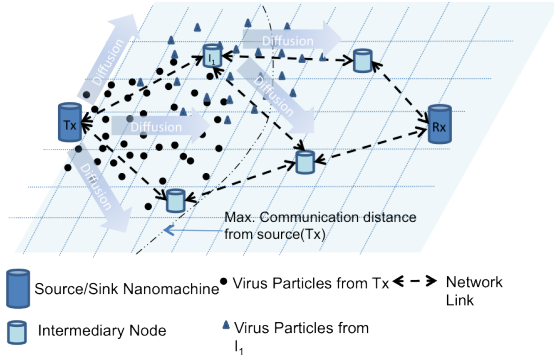 Diffusion
Diffusion
I1
Diffusion
Tx
Diffusion
Rx
Diffusion
Max. Communication distance
from source(Tx)
Source/Sink Nanomachine
Virus Particles from Tx
Network
Link
Intermediary Node
Virus Particles from
I1